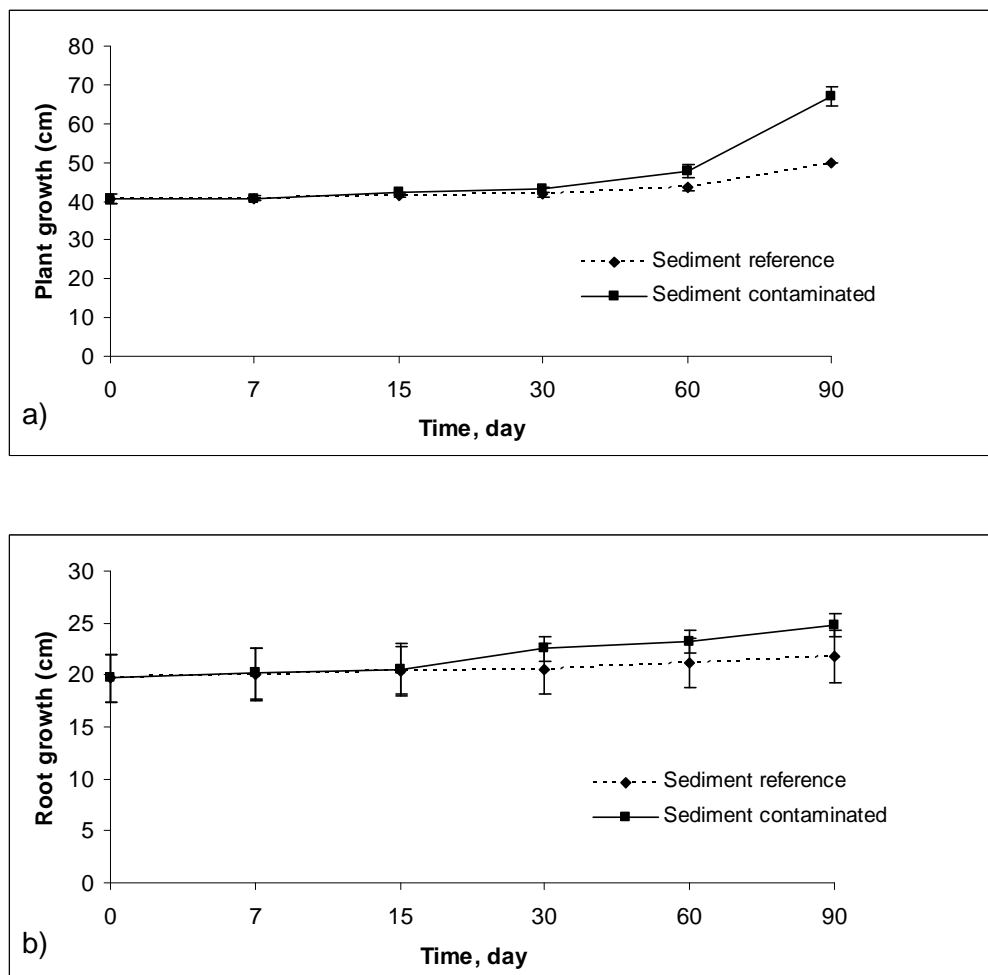 80
70
60
50
40
30
20
10
0
Plant growth (cm)
Sediment reference
Sediment contaminated
0 7 15 30 60 90
Time, day
a)
30
25
20
15
10
5
0
Root growth (cm)
Sediment reference
Sediment contaminated
0 7 15 30 60 90
Time, day
b)